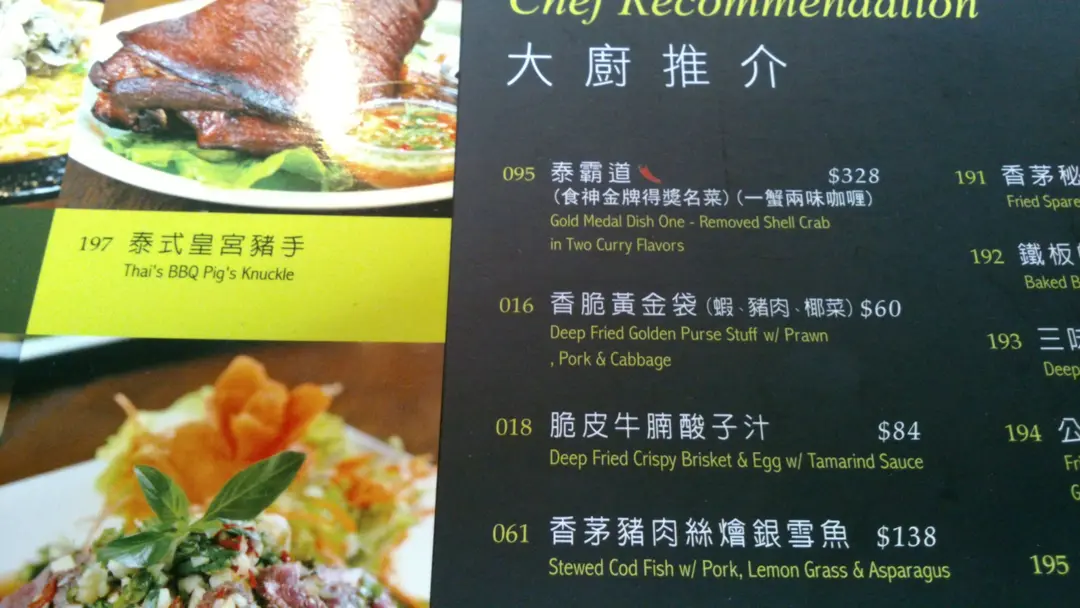 197 泰式皇宮豬手
Thai's BBQ Pig's Knuckle
Chef Recommendation
大廚推介
095 泰霸道 $328
(食神金牌得獎名菜) (一蟹兩味咖喱)
Gold Medal Dish One - Removed Shell Crab
in Two Curry Flavors
016 香脆黃金袋 (蝦、豬肉、椰菜) $60
Deep Fried Golden Purse Stuff w/ Prawn
, Pork & Cabbage
018 脆皮牛腩酸子汁 $84
Deep Fried Crispy Brisket & Egg w/ Tamarind Sauce
061 香茅豬肉絲燴銀雪魚 $138
Stewed Cod Fish w/ Pork, Lemon Grass & Asparagus
191 香茅秘
Fried Spare
192 鐵板
Baked B
193 三味
Deep
194 公
195